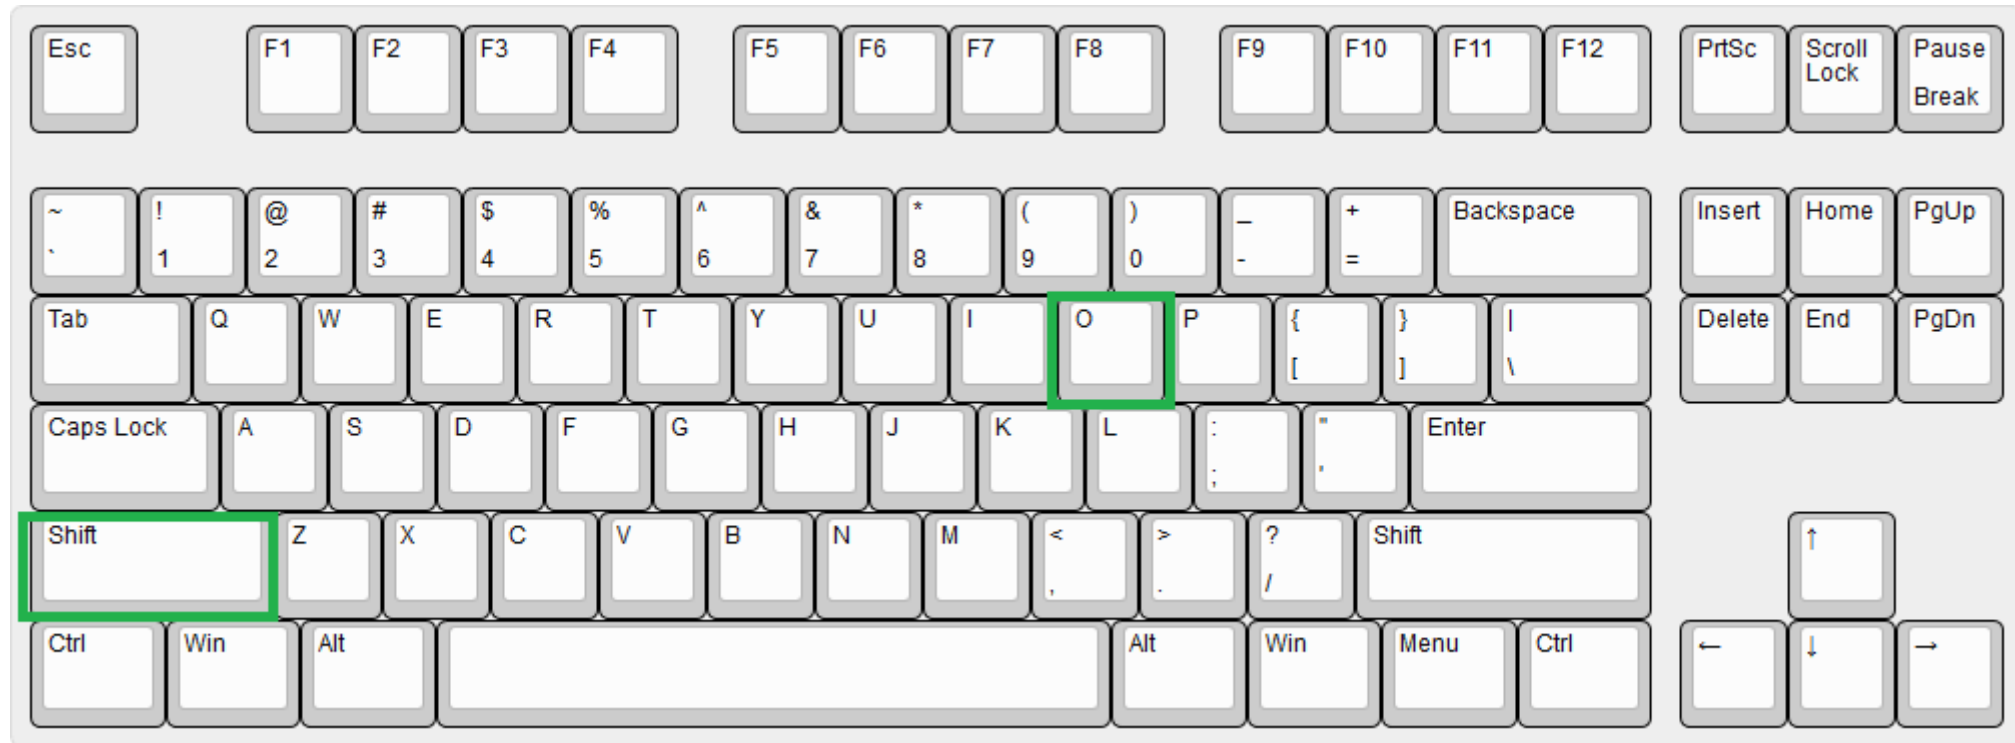 Esc F1 F2 F3 F4 F5 F6 F7 F8 F9 F10 F11 F12 PrtSc Scroll Pause
Lock
Break
~ ! @ # $ % ^ & * ( ) _ + Backspace Insert Home PgUp
` 1 2 3 4 5 6 7 8 9 0 - =
Tab Q W E R T Y U I O P { } | Delete End PgDn
[ ] \
Caps Lock A S D F G H J K L : " Enter
; '
Shift Z X C V B N M < > ? Shift ↑
, . /
Ctrl Win Alt Alt Win Menu Ctrl ← ↓ →